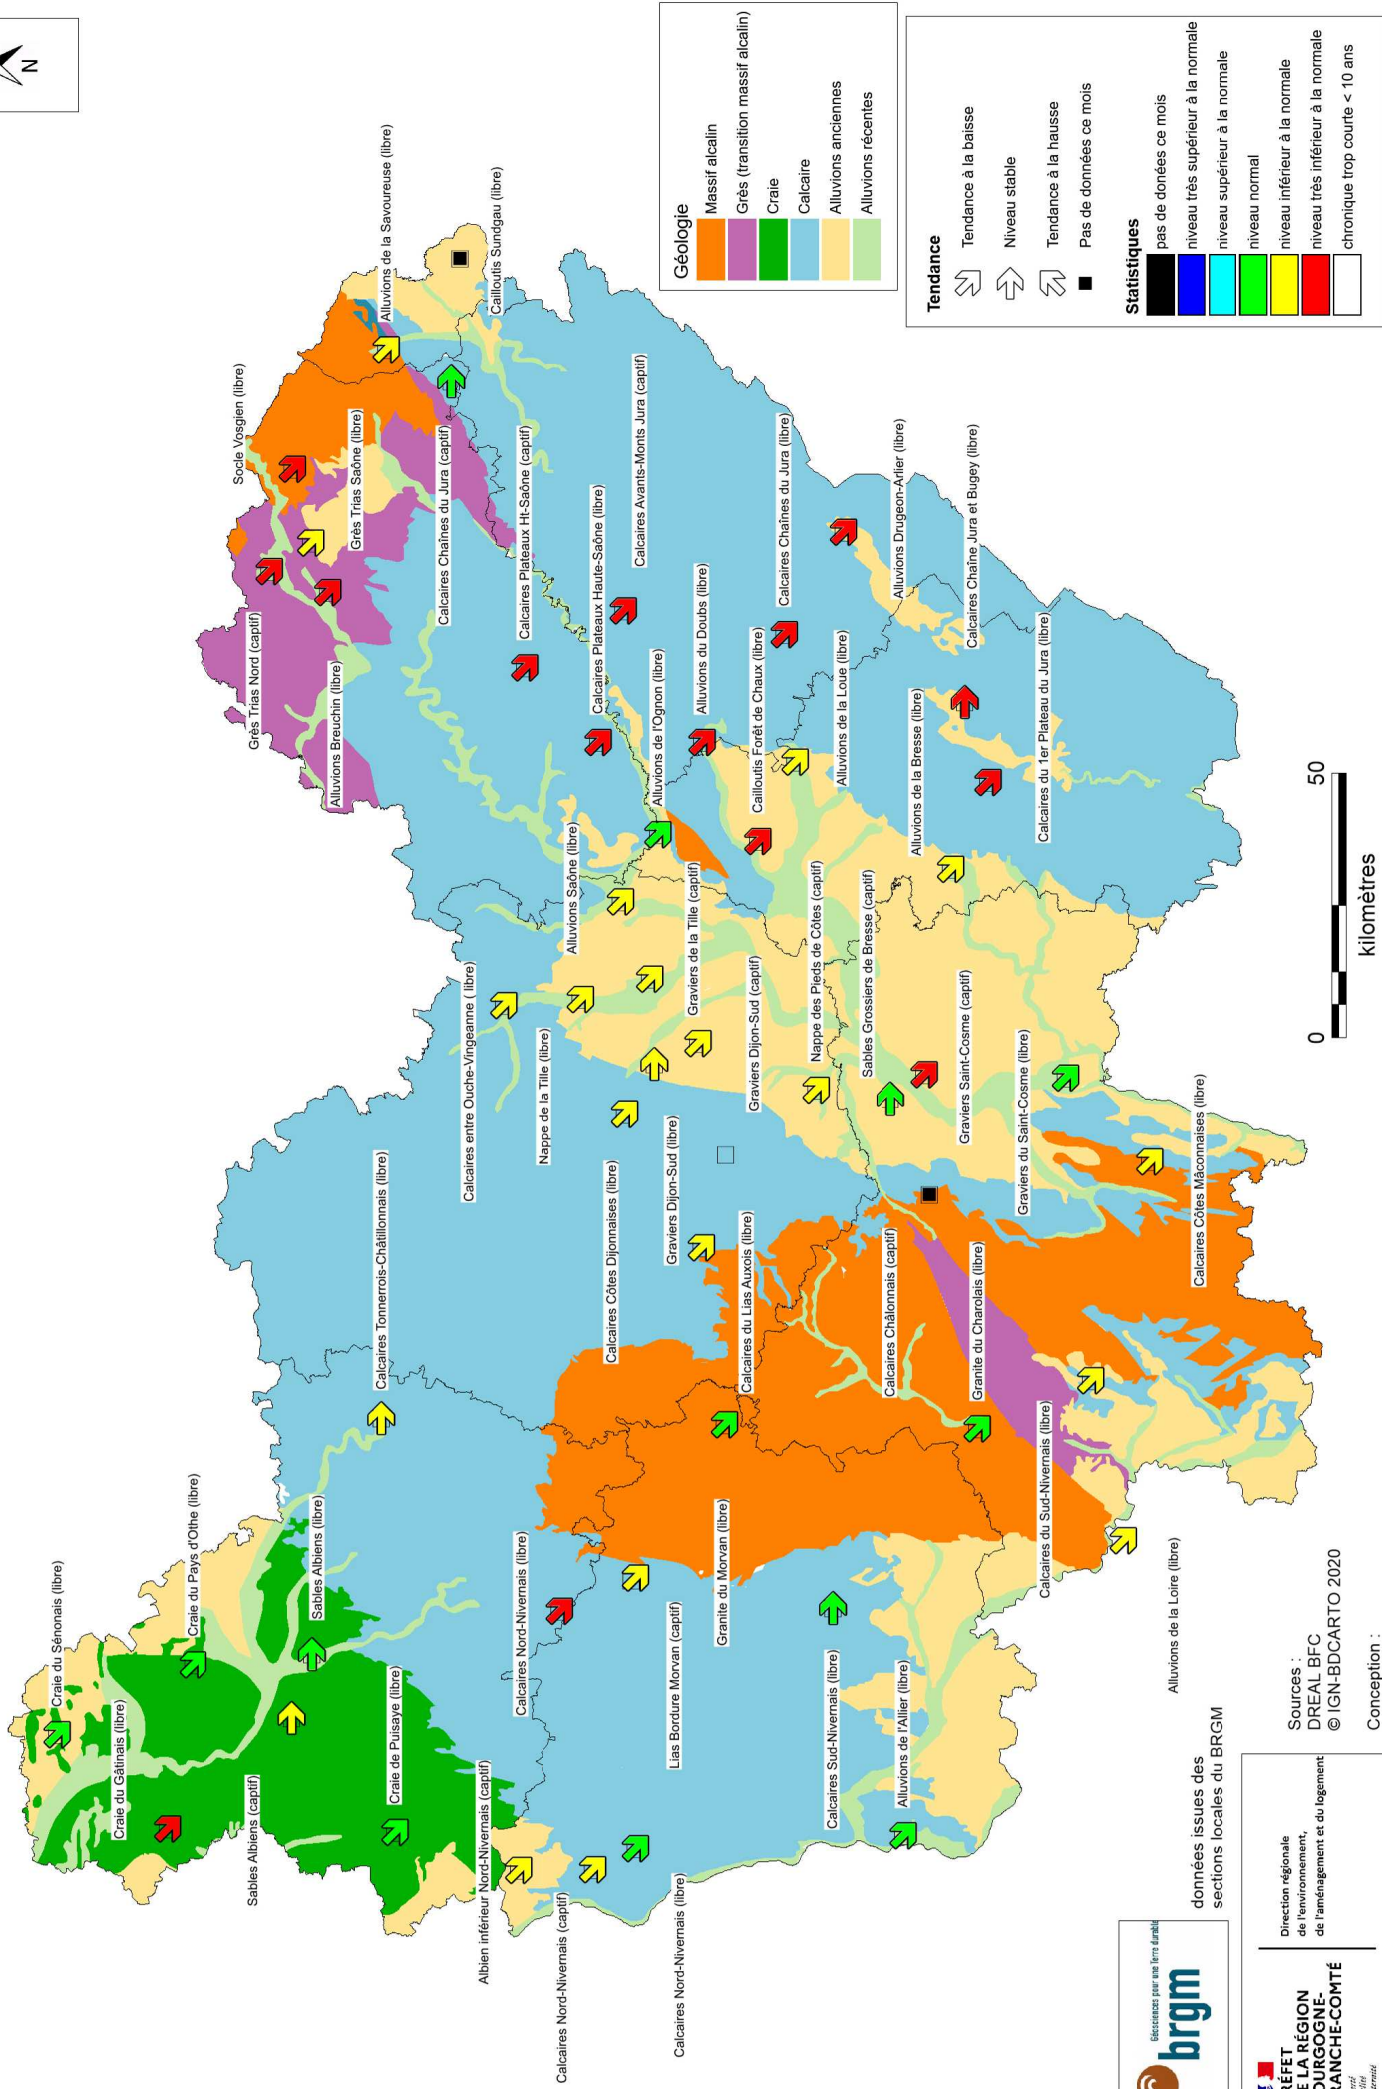 N
Craie du Sénonais (libre)
Craie du Gâtinais (libre)
Craie du Pays d'Othe (libre)
Sables Albiens (captif)
Sables Albiens (libre)
Craie de Puisaye (libre)
Calcaires Tonnerrois-Châtillonnais (libre)
Albien inférieur Nord-Nivernais (captif)
Calcaires Nord-Nivernais (libre)
Calcaires Nord-Nivernais (captif)
Calcaires Nord-Nivernais (libre)
Lias Bordure Morvan (captif)
Granite du Morvan (libre)
Calcaires Sud-Nivernais (libre)
Alluvions de l'Allier (libre)
Calcaires du Sud-Nivernais (libre)
Alluvions de la Loire (libre)
Calcaires entre Ouche-Vingeanne ( libre)
Nappe de la Tille (libre)
Calcaires Côtes Dijonnaises (libre)
Graviers Dijon-Sud (libre)
Calcaires du Lias Auxois (libre)
Calcaires Châlonnais (captif)
Granite du Charolais (libre)
Alluvions Saône (libre)
Graviers de la Tille (captif)
Graviers Dijon-Sud (captif)
Nappe des Pieds de Côtes (captif)
Sables Grossiers de Bresse (captif)
Graviers Saint-Cosme (captif)
Graviers du Saint-Cosme (libre)
Calcaires Côtes Mâconnaises (libre)
Socle Vosgien (libre)
Grès Trias Nord (captif)
Alluvions Breuchin (libre)
Grès Trias Saône (libre)
Alluvions de la Savoureuse (libre)
Cailloutis Sundgau (libre)
Calcaires Chaînes du Jura (captif)
Calcaires Plateaux Ht-Saône (captif)
Calcaires Plateaux Haute-Saône (libre)
Calcaires Avants-Monts Jura (captif)
Alluvions de l'Ognon (libre)
Alluvions du Doubs (libre)
Cailloutis Forêt de Chaux (libre)
Calcaires Chaînes du Jura (libre)
Alluvions de la Loue (libre)
Alluvions Drugeon-Arlier (libre)
Alluvions de la Bresse (libre)
Calcaires Chaîne Jura et Bugey (libre)
Calcaires du 1er Plateau du Jura (libre)
Géologie
Massif alcalin
Grès (transition massif alcalin)
Craie
Calcaire
Alluvions anciennes
Alluvions récentes
Tendance
Tendance à la baisse
Niveau stable
Tendance à la hausse
Pas de données ce mois
Statistiques
pas de donées ce mois
niveau très supérieur à la normale
niveau supérieur à la normale
niveau normal
niveau inférieur à la normale
niveau très inférieur à la normale
chronique trop courte < 10 ans
0 50
kilomètres
données issues des
sections locales du BRGM
Sources :
DREAL BFC
© IGN-BDCARTO 2020
Conception :
Géosciences pour une Terre durable
brgm
Direction régionale
de l'environnement,
de l'aménagement et du logement